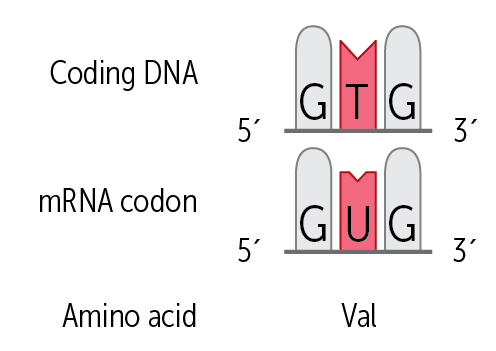 Coding DNA
G T G
5´ 3´
mRNA codon
G U G
5´ 3´
Amino acid Val